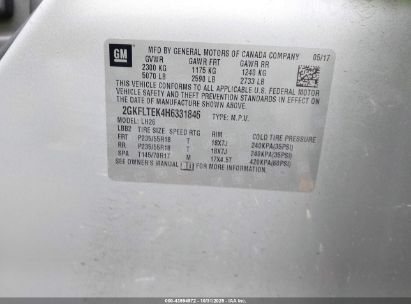 GM
MFD BY GENERAL MOTORS OF CANADA COMPANY 05/17
GVWR GAWR FRT GAWR RR
2300 KG 1175 KG 1240 KG
5070 LB 2590 LB 2733 LB
THIS VEHICLE CONFORMS TO ALL APPLICABLE U.S. FEDERAL MOTOR
VEHICLE SAFETY AND THEFT PREVENTION STANDARDS IN EFFECT ON
THE DATE OF MANUFACTURE SHOWN ABOVE.
2GKFLTEK4H6331846 TYPE: M.P.V.
LH26
LBB2 TIRE SIZE SPEED RTG RIM COLD TIRE PRESSURE
FRT P235/55R18 T 18X7J 240KPA(35PSI)
RR P235/55R18 T 18X7J 240KPA(35PSI)
SPA T145/70R17 M 17X4.5T 420KPA(60PSI)
SEE OWNER'S MANUAL FOR MORE INFORMATION.